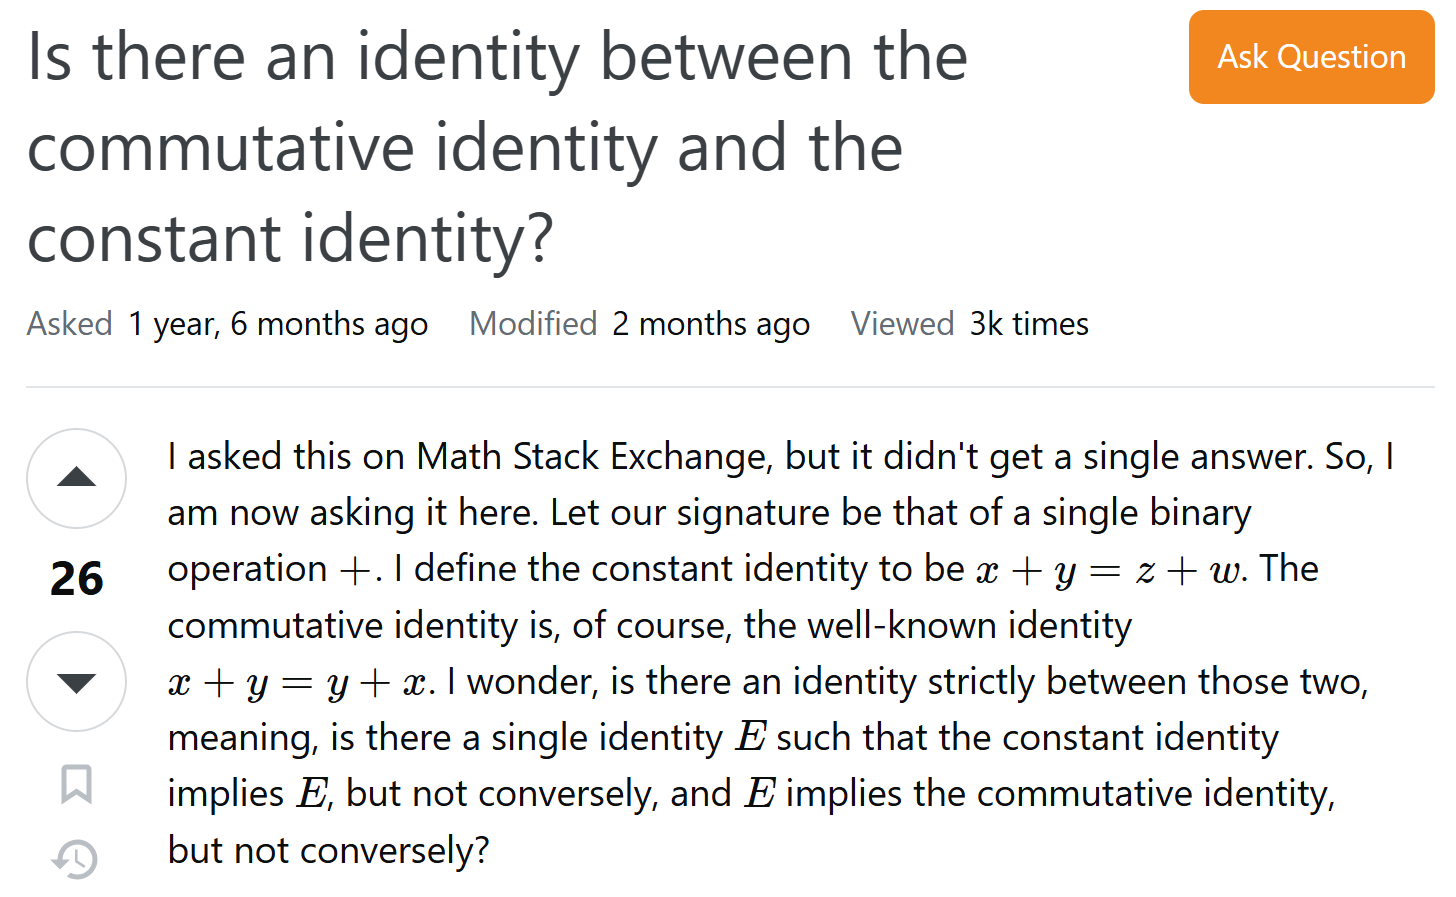 Is there an identity between the
commutative identity and the
constant identity?
Ask Question
Asked 1 year, 6 months ago Modified 2 months ago Viewed 3k times
26
I asked this on Math Stack Exchange, but it didn't get a single answer. So, I
am now asking it here. Let our signature be that of a single binary
operation +. I define the constant identity to be x + y = z + w. The
commutative identity is, of course, the well-known identity
x + y = y + x. I wonder, is there an identity strictly between those two,
meaning, is there a single identity E such that the constant identity
implies E, but not conversely, and E implies the commutative identity,
but not conversely?